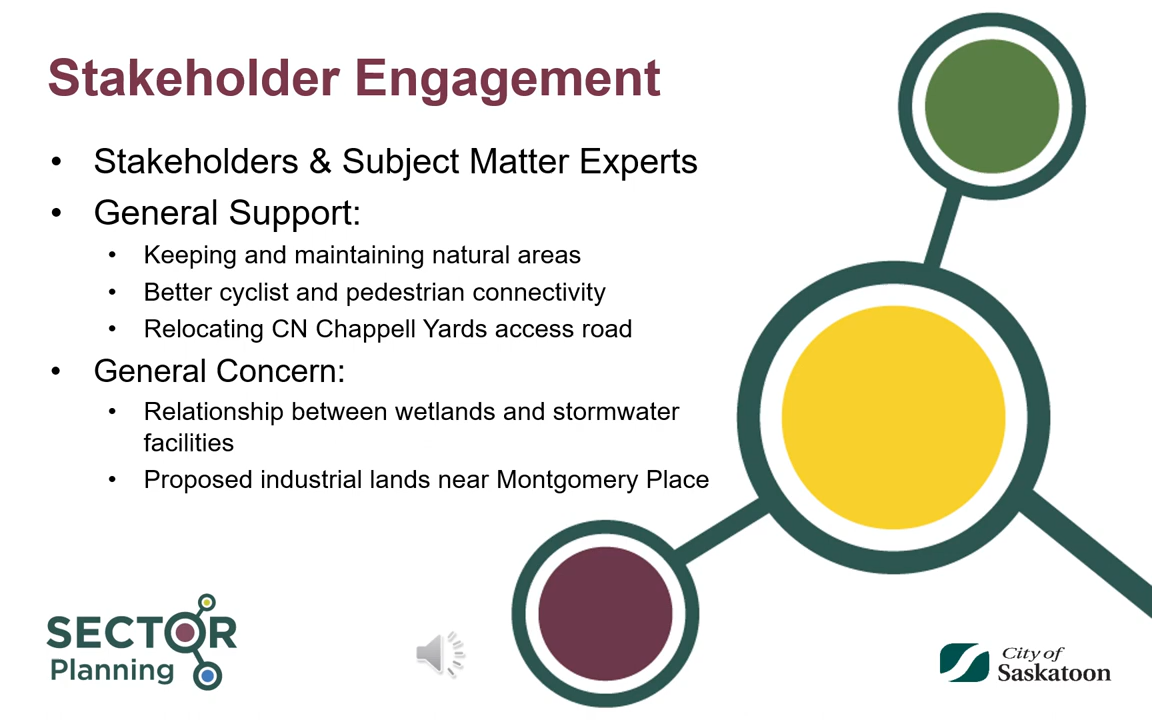 Stakeholder Engagement
• Stakeholders & Subject Matter Experts
• General Support:
• Keeping and maintaining natural areas
• Better cyclist and pedestrian connectivity
• Relocating CN Chappell Yards access road
• General Concern:
• Relationship between wetlands and stormwater
facilities
• Proposed industrial lands near Montgomery Place
SECTOR
Planning
City of
Saskatoon